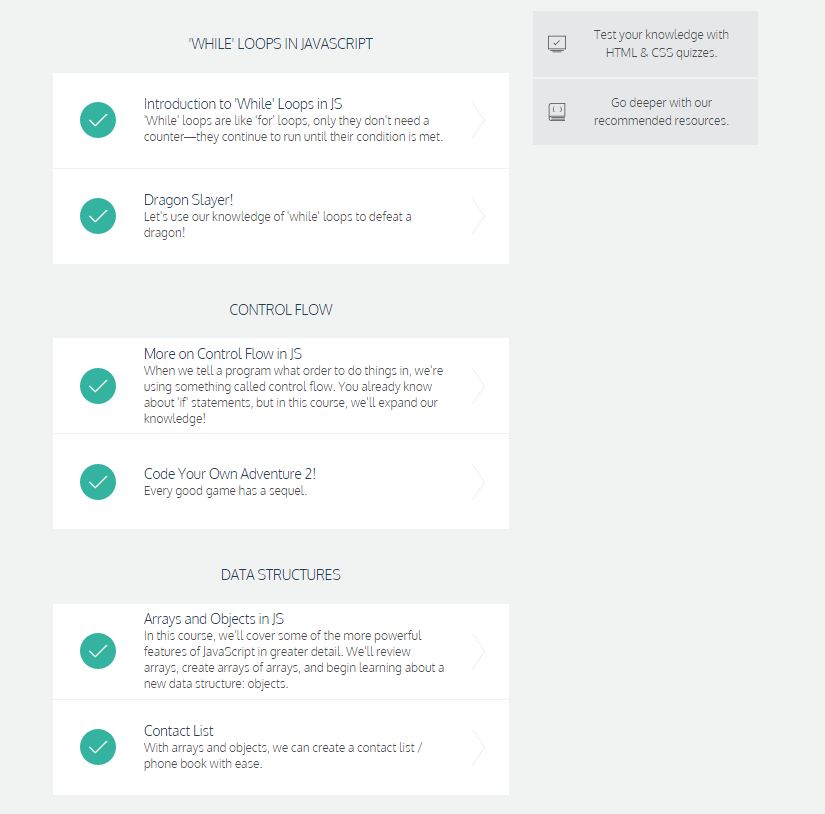 'WHILE' LOOPS IN JAVASCRIPT
Introduction to 'While' Loops in JS
'While' loops are like 'for' loops, only they don't need a
counter—they continue to run until their condition is met.
Dragon Slayer!
Let's use our knowledge of 'while' loops to defeat a
dragon!
CONTROL FLOW
More on Control Flow in JS
When we tell a program what order to do things in, we're
using something called control flow. You already know
about 'if' statements, but in this course, we'll expand our
knowledge!
Code Your Own Adventure 2!
Every good game has a sequel.
DATA STRUCTURES
Arrays and Objects in JS
In this course, we'll cover some of the more powerful
features of JavaScript in greater detail. We'll review
arrays, create arrays of arrays, and begin learning about a
new data structure: objects.
Contact List
With arrays and objects, we can create a contact list /
phone book with ease.
Test your knowledge with
HTML & CSS quizzes.
Go deeper with our
recommended resources.